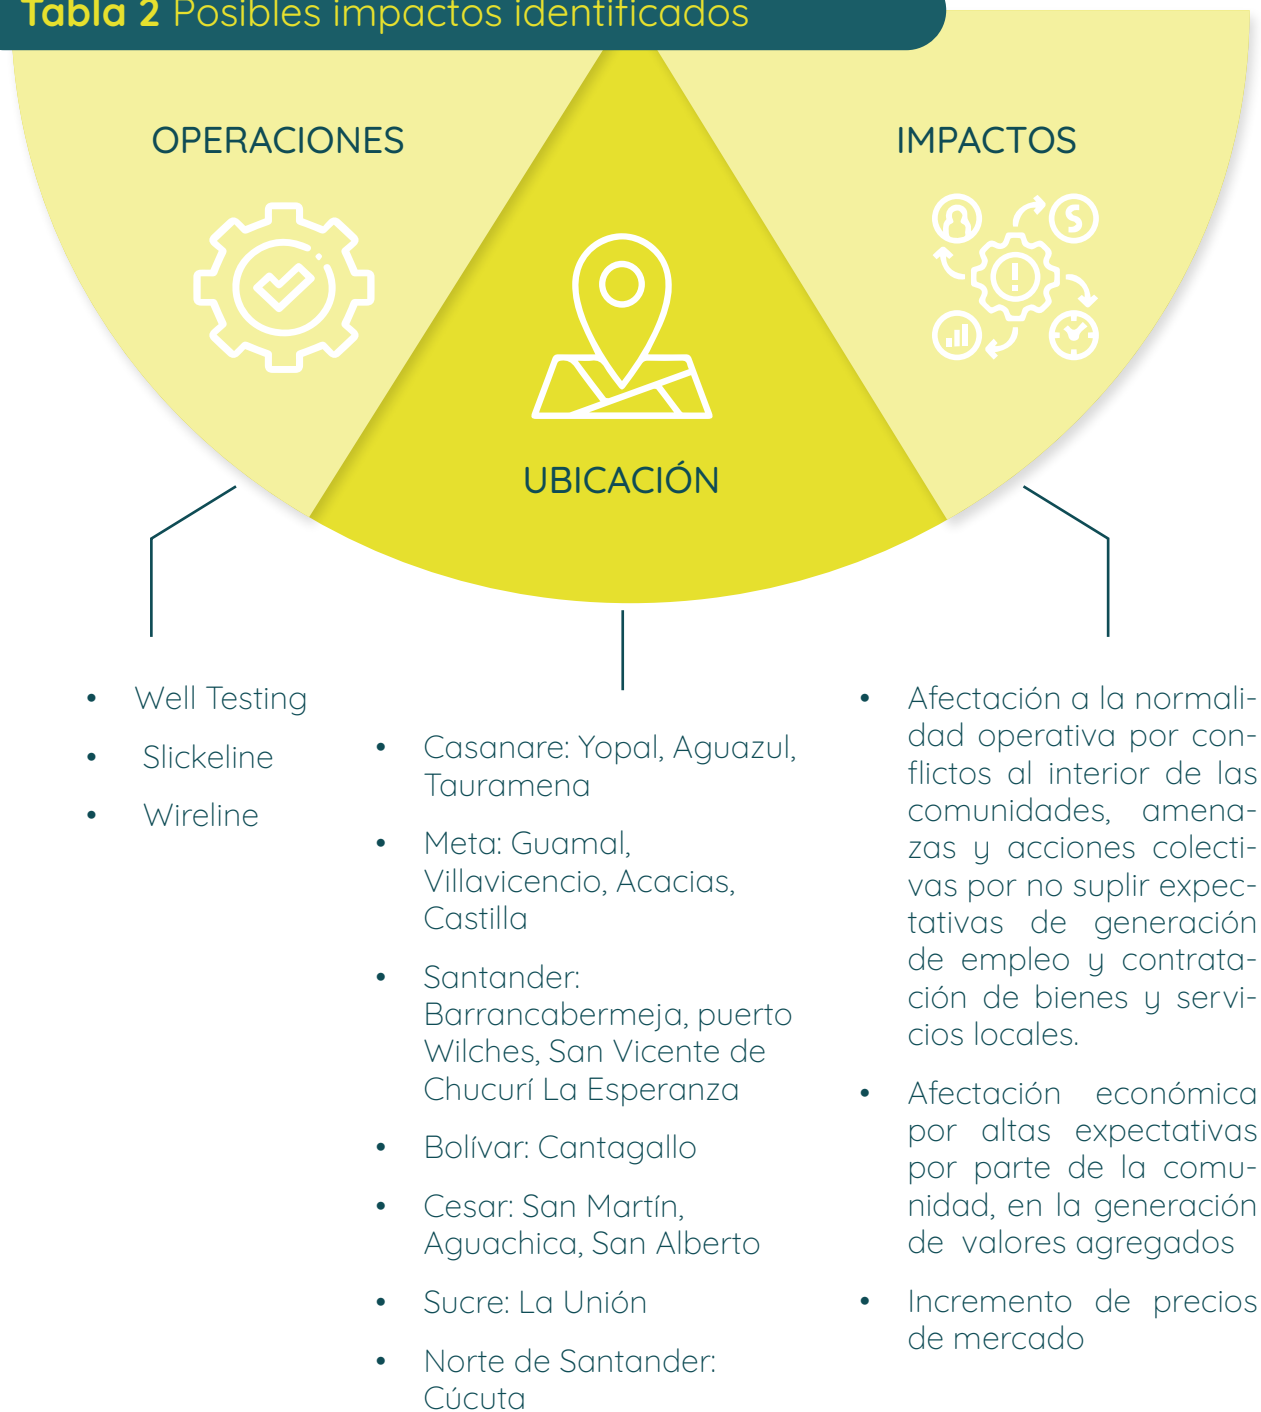 Tabla 2 Posibles impactos identificados
OPERACIONES
IMPACTOS
UBICACIÓN
• Well Testing
• Slickeline
• Wireline
• Casanare: Yopal, Aguazul,
Tauramena
• Meta: Guamal,
Villavicencio, Acacias,
Castilla
• Santander:
Barrancabermeja, puerto
Wilches, San Vicente de
Chucurí La Esperanza
• Bolívar: Cantagallo
• Cesar: San Martín,
Aguachica, San Alberto
• Sucre: La Unión
• Norte de Santander:
Cúcuta
• Afectación a la normali-
dad operativa por con-
flictos al interior de las
comunidades, amena-
zas y acciones colecti-
vas por no suplir expec-
tativas de generación
de empleo y contrata-
ción de bienes y servi-
cios locales.
• Afectación económica
por altas expectativas
por parte de la comu-
nidad, en la generación
de valores agregados
• Incremento de precios
de mercado